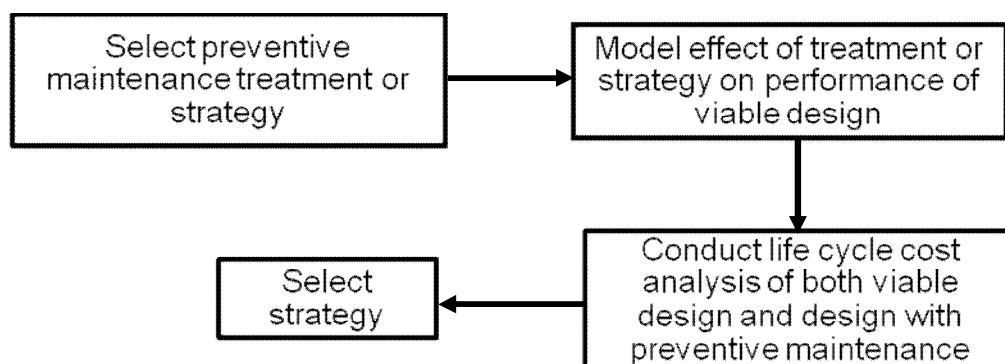 Select preventive
maintenance treatment or
strategy
Model effect of treatment or
strategy on performance of
viable design
Conduct life cycle cost
analysis of both viable
design and design with
preventive maintenance
Select
strategy